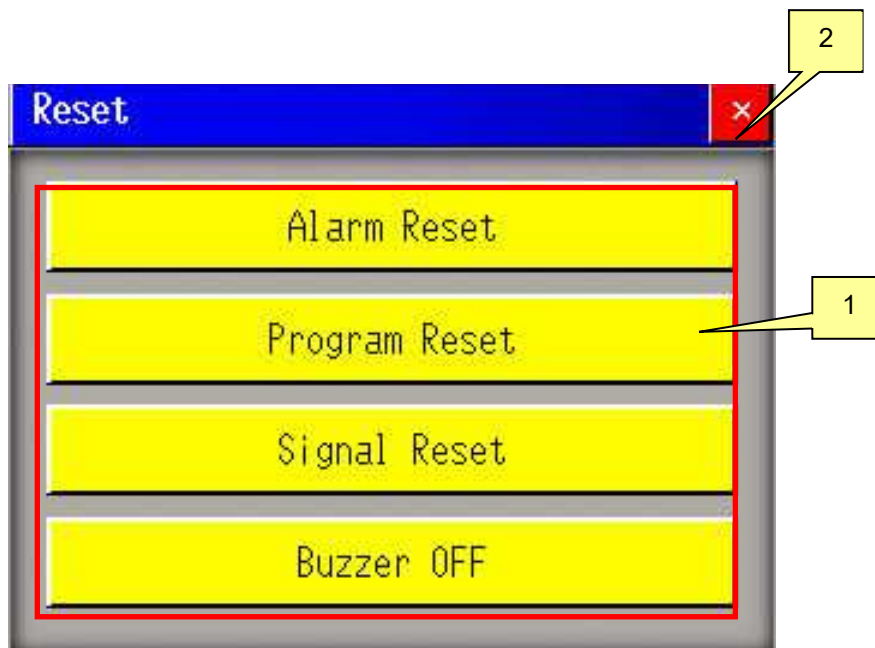 2
Reset ×
Alarm Reset
Program Reset
1
Signal Reset
Buzzer OFF